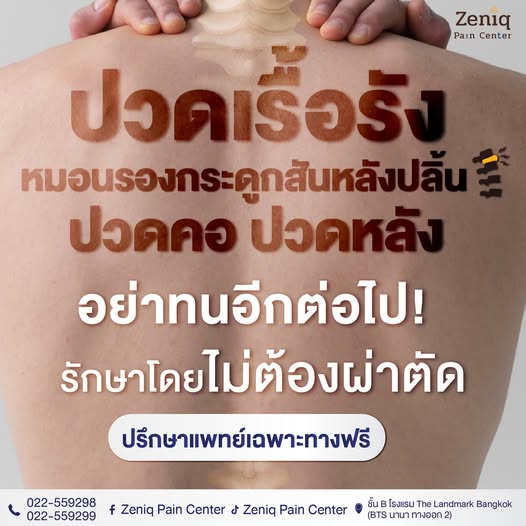 Zeniq
Pain Center
ปวดเรื้อรัง
หมอนรองกระดูกสันหลังปลิ้น
ปวดคอ ปวดหลัง
อย่าทนอีกต่อไป!
รักษาโดยไม่ต้องผ่าตัด
ปรึกษาแพทย์เฉพาะทางฟรี
022-559298
022-559299
Zeniq Pain Center
Zeniq Pain Center
ชั้น B โรงแรม The Landmark Bangkok
(BTS นานา ทางออก 2)